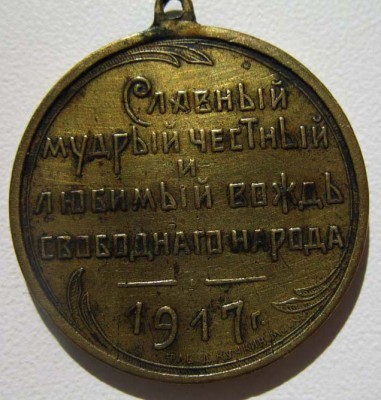 Славный
мудрый честный
и
любимый вождь
свободнаго народа
1917 г.